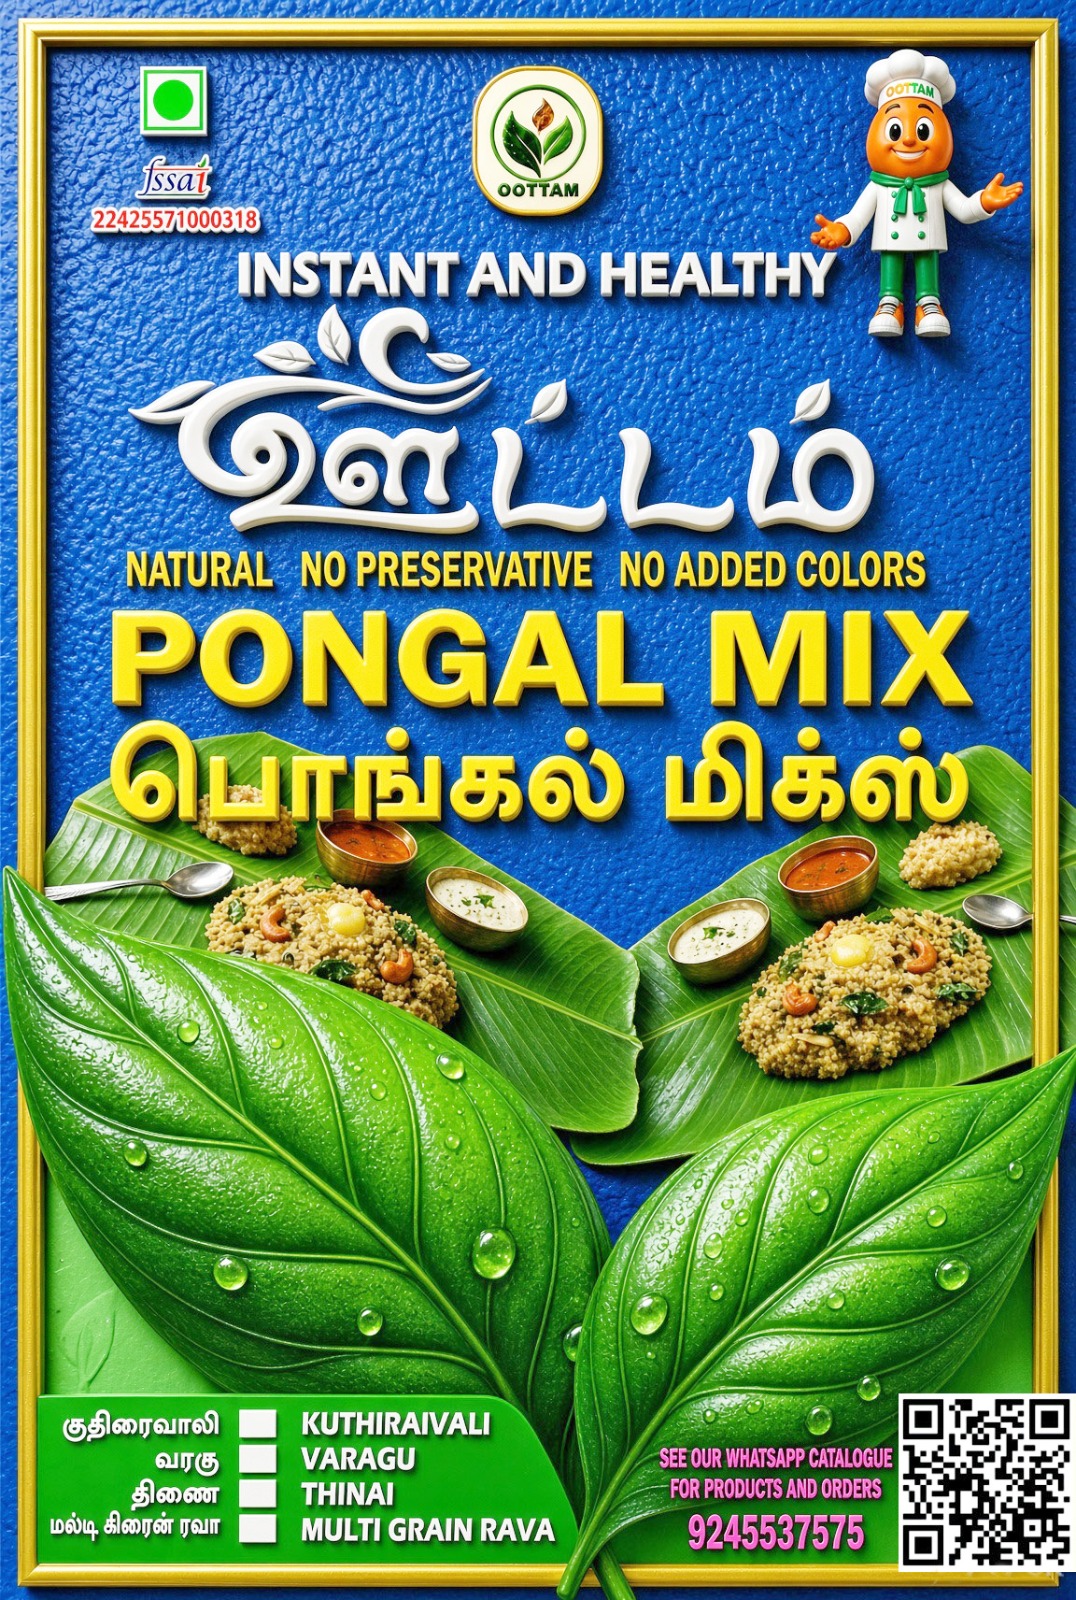 fssai
22425571000318
OOTTAM
OOTTAM
INSTANT AND HEALTHY
ஊட்டம்
NATURAL NO PRESERVATIVE NO ADDED COLORS
PONGAL MIX
பொங்கல் மிக்ஸ்
குதிரைவாலி KUTHIRAIVALI
வரகு VARAGU
திணை THINAI
மல்டி கிரைன் ரவா MULTI GRAIN RAVA
SEE OUR WHATSAPP CATALOGUE
FOR PRODUCTS AND ORDERS
9245537575